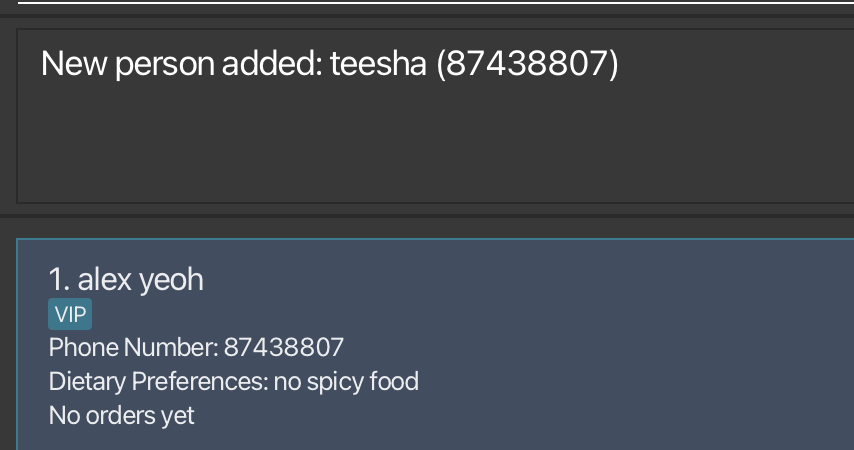 New person added: teesha (87438807)
1. alex yeoh
VIP
Phone Number: 87438807
Dietary Preferences: no spicy food
No orders yet